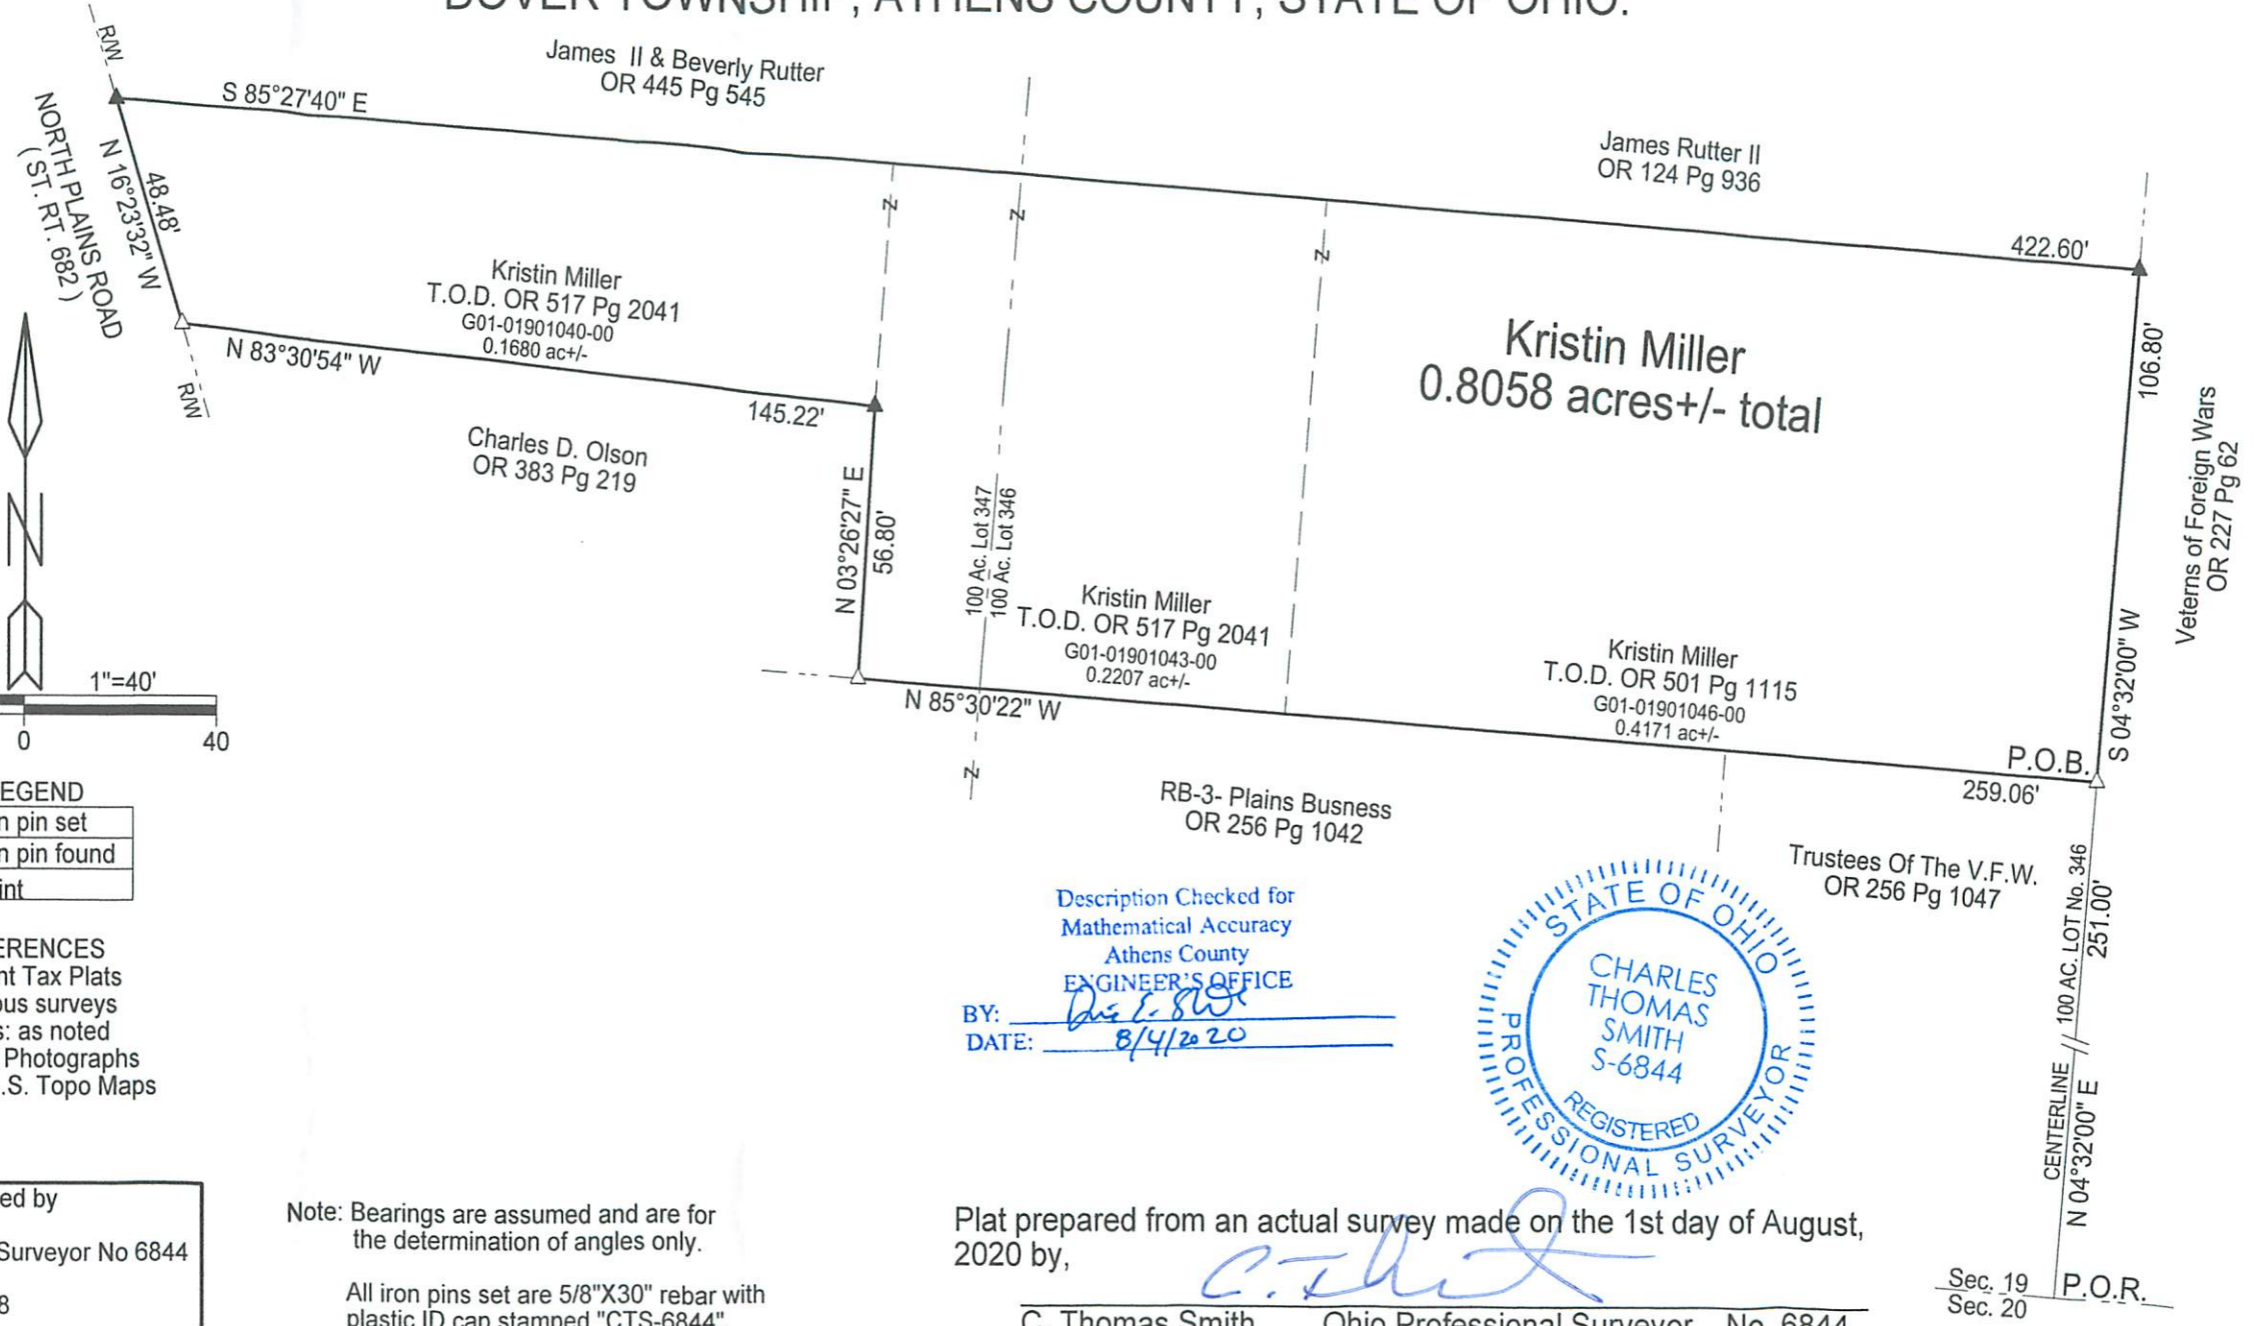 DOVER TOWNSHIP, ATHENS COUNTY, STATE OF OHIO.
R/W
James II & Beverly Rutter
OR 445 Pg 545
S 85°27'40" E
NORTH PLAINS ROAD
( ST. RT. 682 )
N 16°23'32" W
48.48'
James Rutter II
OR 124 Pg 936
422.60'
Kristin Miller
T.O.D. OR 517 Pg 2041
G01-01901040-00
0.1680 ac+/-
N 83°30'54" W
145.22'
R/W
Kristin Miller
0.8058 acres+/- total
106.80'
S 04°32'00" W
Veterns of Foreign Wars
OR 227 Pg 62
Charles D. Olson
OR 383 Pg 219
N 03°26'27" E
56.80'
100 Ac. Lot 347
100 Ac. Lot 346
Kristin Miller
T.O.D. OR 517 Pg 2041
G01-01901043-00
0.2207 ac+/-
Kristin Miller
T.O.D. OR 501 Pg 1115
G01-01901046-00
0.4171 ac+/-
N 85°30'22" W
P.O.B.
259.06'
N
1"=40'
0 40
RB-3- Plains Busness
OR 256 Pg 1042
Trustees Of The V.F.W.
OR 256 Pg 1047
CENTERLINE // 100 AC. LOT No. 346
N 04°32'00" E
251.00'
EGEND
n pin set
n pin found
int
ERENCES
nt Tax Plats
ous surveys
s: as noted
Photographs
.S. Topo Maps
Description Checked for
Mathematical Accuracy
Athens County
ENGINEER'S OFFICE
BY:
DATE: 8/4/2020
STATE OF OHIO
CHARLES
THOMAS
SMITH
S-6844
REGISTERED
PROFESSIONAL SURVEYOR
ed by
Surveyor No 6844
8
Note: Bearings are assumed and are for
the determination of angles only.
All iron pins set are 5/8"X30" rebar with
plastic ID cap stamped "CTS-6844"
Plat prepared from an actual survey made on the 1st day of August,
2020 by,
C. Thomas Smith Ohio Professional Surveyor No. 6844
Sec. 19
Sec. 20
P.O.R.